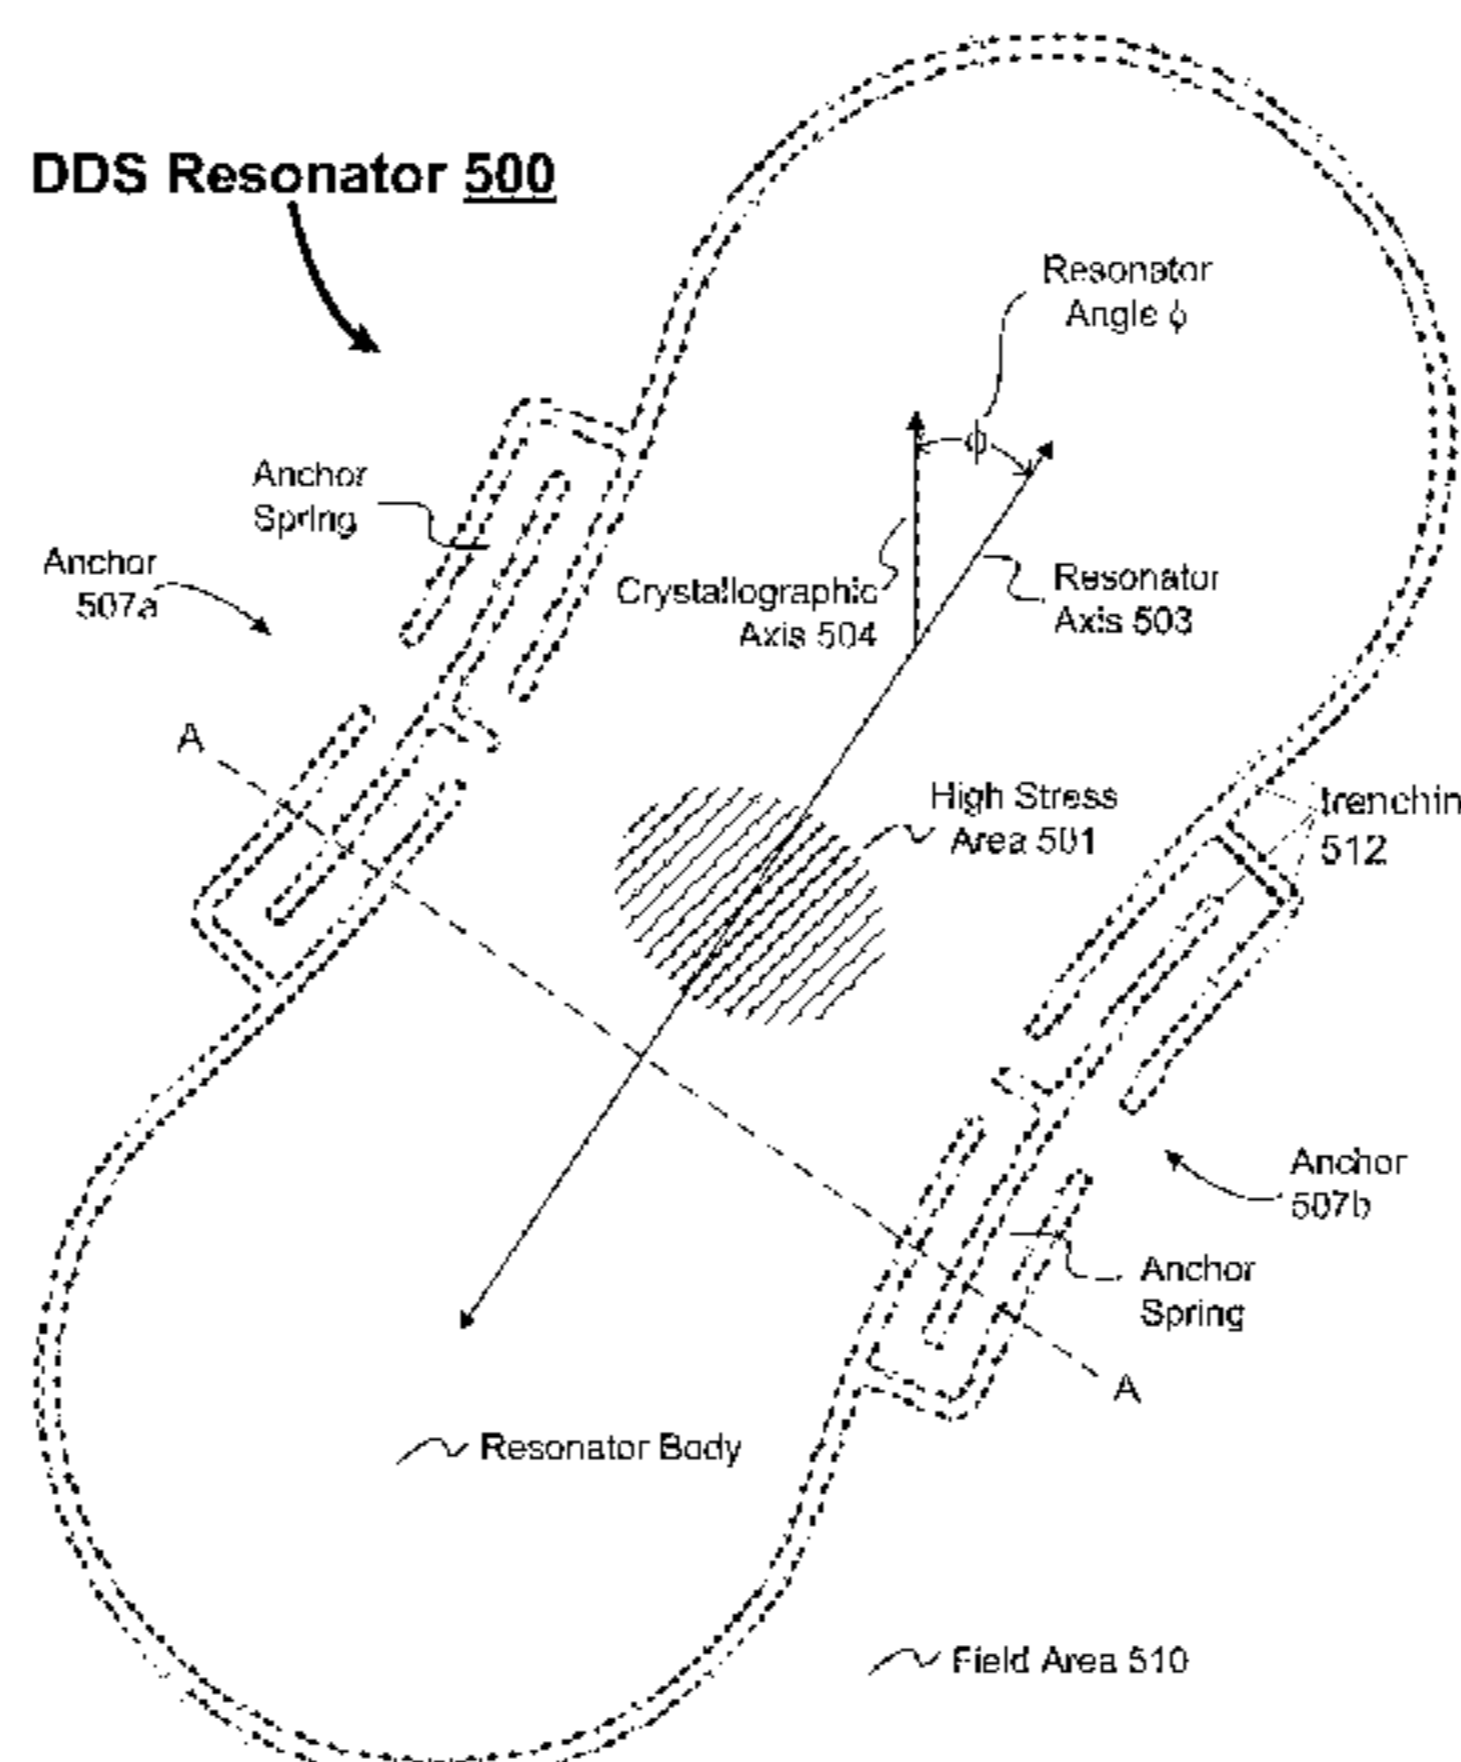 DDS Resonator 500
Resonator
Angle ϕ
ϕ
Anchor
Spring
Anchor
507a
Crystallographic
Axis 504
Resonator
Axis 503
A
High Stress
Area 501
trenchin
512
Anchor
507b
Anchor
Spring
A
Resonator Body
Field Area 510